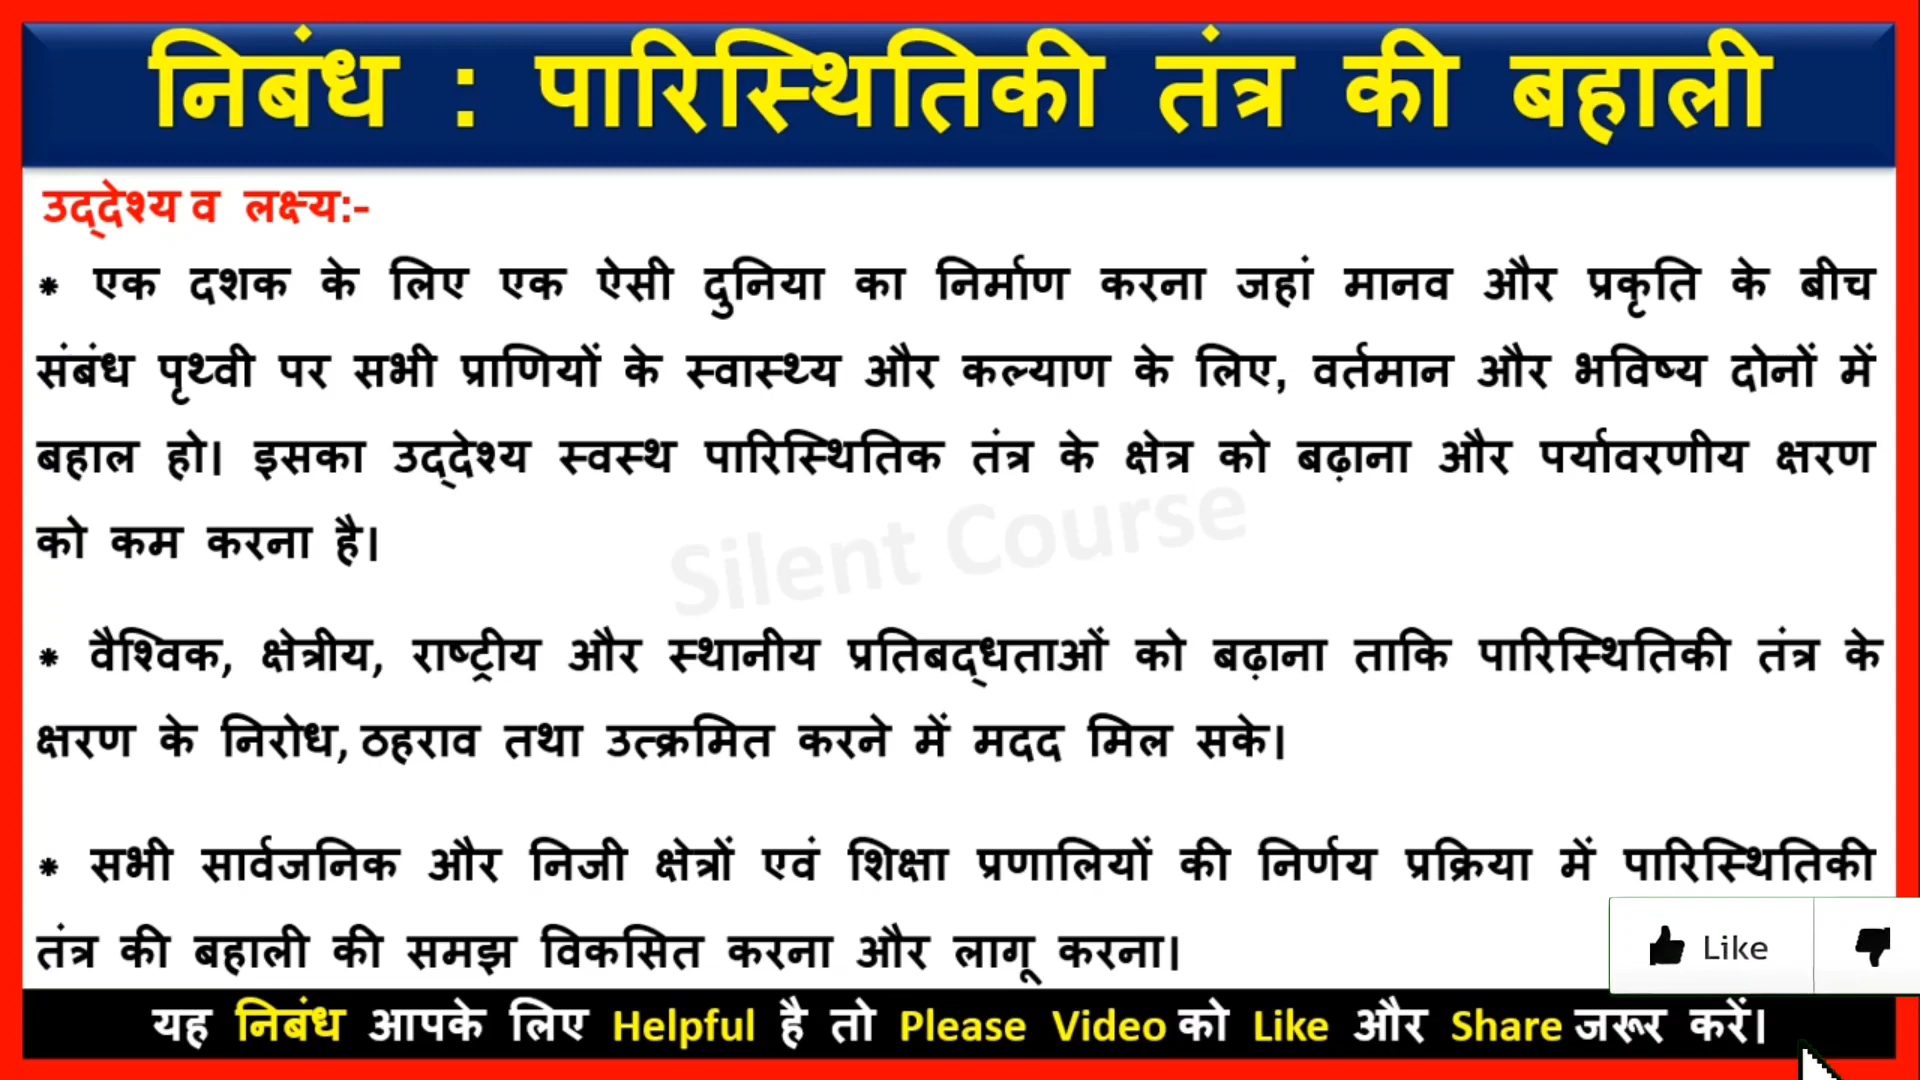 निबंध : पारिस्थितिकी तंत्र की बहाली
उद्देश्य व लक्ष्य:-
* एक दशक के लिए एक ऐसी दुनिया का निर्माण करना जहां मानव और प्रकृति के बीच
संबंध पृथ्वी पर सभी प्राणियों के स्वास्थ्य और कल्याण के लिए, वर्तमान और भविष्य दोनों में
बहाल हो। इसका उद्देश्य स्वस्थ पारिस्थितिक तंत्र के क्षेत्र को बढ़ाना और पर्यावरणीय क्षरण
को कम करना है।
Silent Course
* वैश्विक, क्षेत्रीय, राष्ट्रीय और स्थानीय प्रतिबद्धताओं को बढ़ाना ताकि पारिस्थितिकी तंत्र के
क्षरण के निरोध, ठहराव तथा उत्क्रमित करने में मदद मिल सके।
* सभी सार्वजनिक और निजी क्षेत्रों एवं शिक्षा प्रणालियों की निर्णय प्रक्रिया में पारिस्थितिकी
तंत्र की बहाली की समझ विकसित करना और लागू करना।
Like
यह निबंध आपके लिए Helpful है तो Please Video को Like और Share जरूर करें।